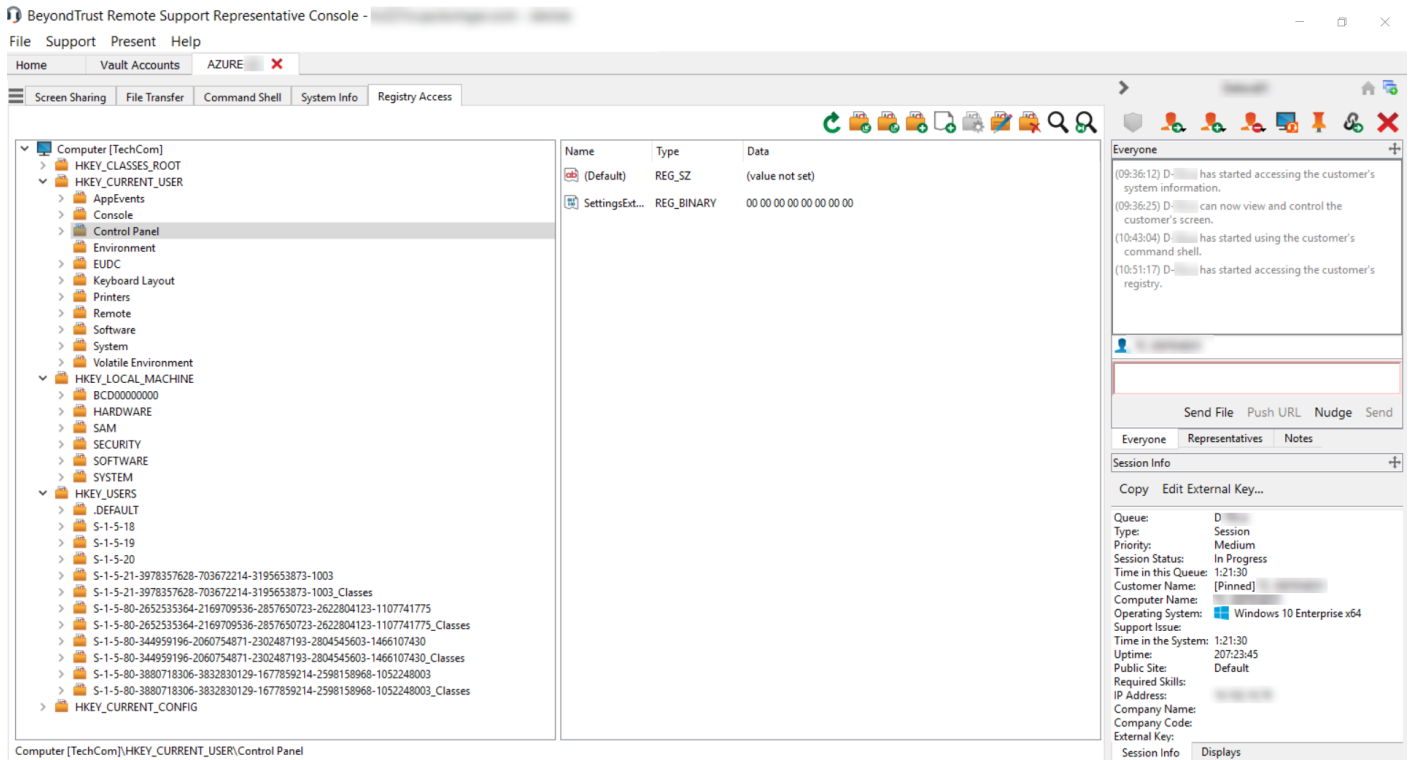 BeyondTrust Remote Support Representative Console -
File Support Present Help
Home Vault Accounts AZURE
Screen Sharing File Transfer Command Shell System Info Registry Access
Computer [TechCom]
HKEY_CLASSES_ROOT
HKEY_CURRENT_USER
AppEvents
Console
Control Panel
Environment
EUDC
Keyboard Layout
Printers
Remote
Software
System
Volatile Environment
HKEY_LOCAL_MACHINE
BCD00000000
HARDWARE
SAM
SECURITY
SOFTWARE
SYSTEM
HKEY_USERS
.DEFAULT
S-1-5-18
S-1-5-19
S-1-5-20
S-1-5-21-3978357628-703672214-3195653873-1003
S-1-5-21-3978357628-703672214-3195653873-1003_Classes
S-1-5-80-2652535364-2169709536-2857650723-2622804123-1107741775
S-1-5-80-2652535364-2169709536-2857650723-2622804123-1107741775_Classes
S-1-5-80-344959196-2060754871-2302487193-2804545603-1466107430
S-1-5-80-344959196-2060754871-2302487193-2804545603-1466107430_Classes
S-1-5-80-3880718306-3832830129-1677859214-2598158968-1052248003
S-1-5-80-3880718306-3832830129-1677859214-2598158968-1052248003_Classes
HKEY_CURRENT_CONFIG
Computer [TechCom]\HKEY_CURRENT_USER\Control Panel
Name Type Data
(Default) REG_SZ (value not set)
SettingsExt... REG_BINARY 00 00 00 00 00 00 00 00
Everyone
(09:36:12) D- has started accessing the customer's
system information.
(09:36:25) D- can now view and control the
customer's screen.
(10:43:04) D- has started using the customer's
command shell.
(10:51:17) D- has started accessing the customer's
registry.
Send File Push URL Nudge Send
Everyone Representatives Notes
Session Info
Copy Edit External Key...
Queue: D
Type: Session
Priority: Medium
Session Status: In Progress
Time in this Queue: 1:21:30
Customer Name: [Pinned]
Computer Name:
Operating System: Windows 10 Enterprise x64
Support Issue:
Time in the System: 1:21:30
Uptime: 207:23:45
Public Site: Default
Required Skills:
IP Address:
Company Name:
Company Code:
External Key:
Session Info Displays